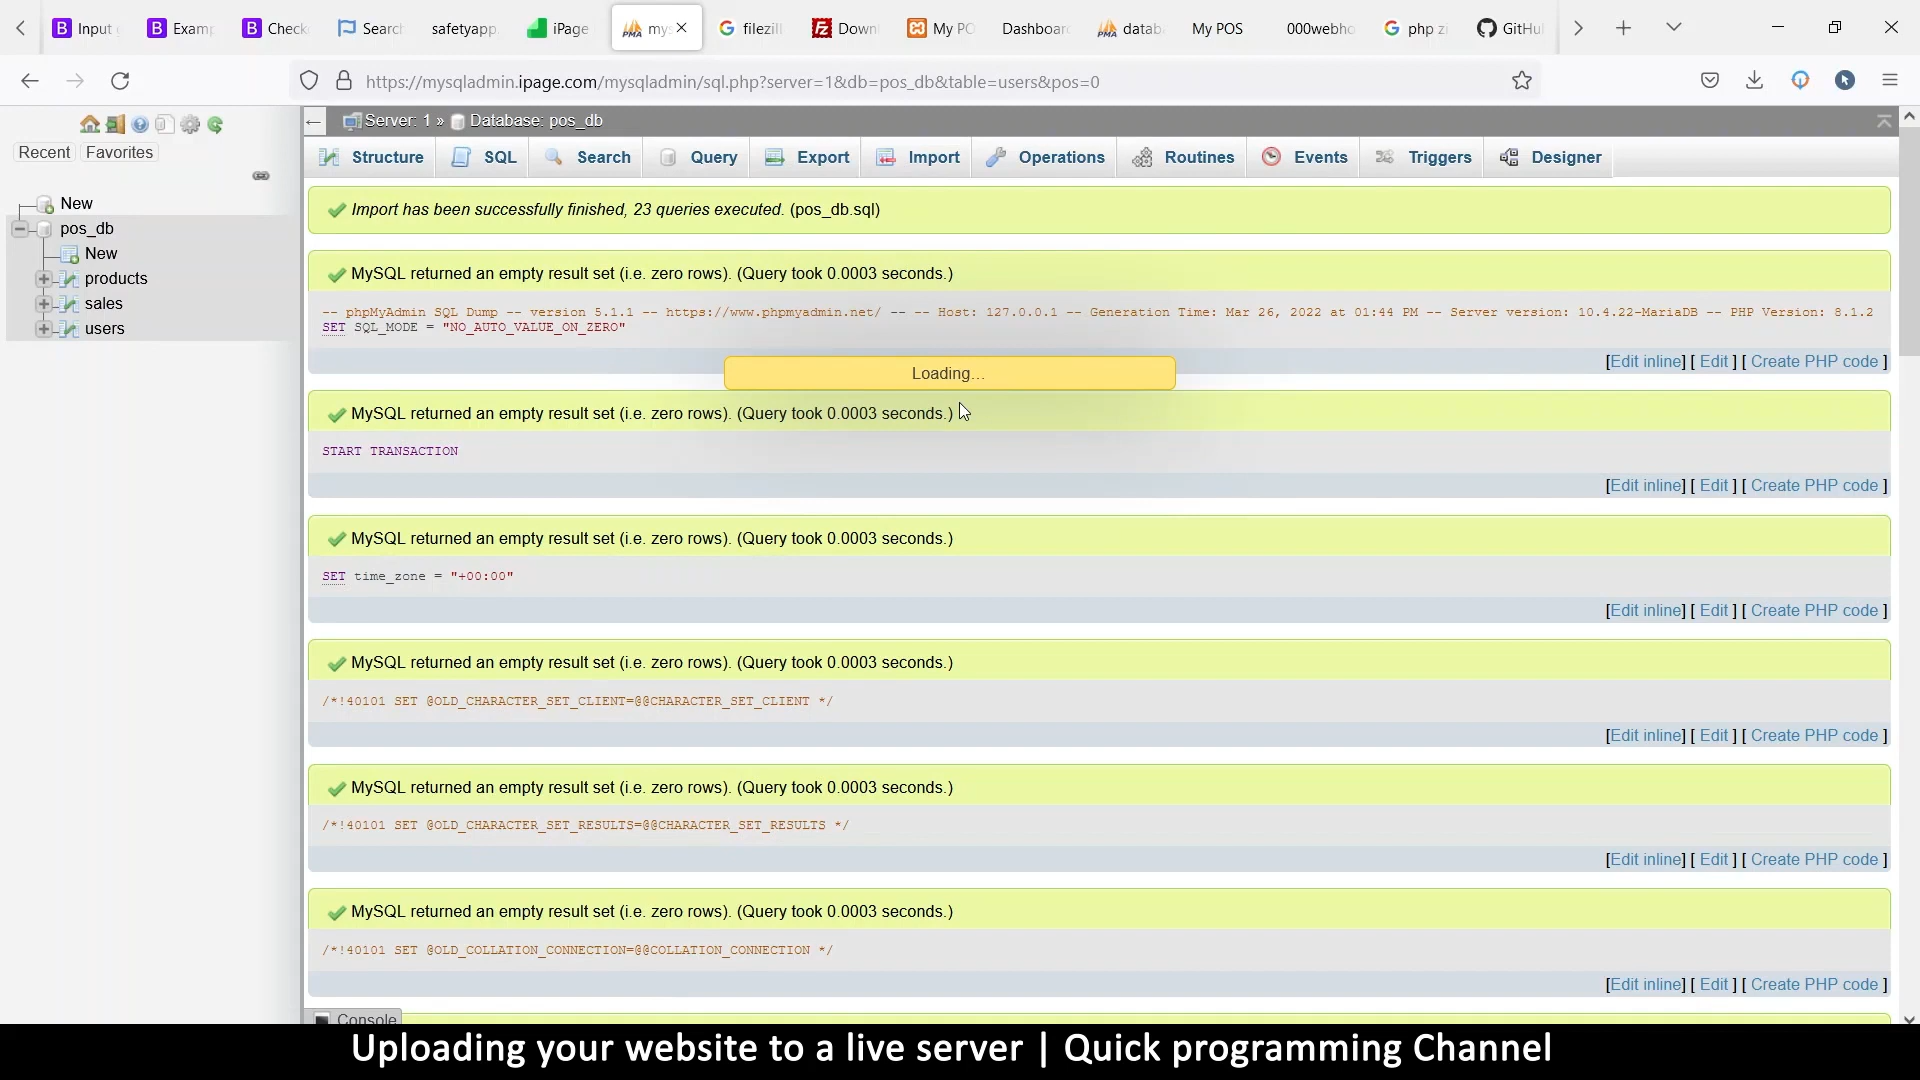 Input
Examp
Check
Search
safetyapp.
iPage
mys
filezill
Down
My PO
Dashboard
datab
My POS
000webho
php zi
GitHu
https://mysqladmin.ipage.com/mysqladmin/sql.php?server=1&db=pos_db&table=users&pos=0
Server: 1 » Database: pos_db
Recent Favorites
Structure SQL Search Query Export Import Operations Routines Events Triggers Designer
New
pos_db
New
products
sales
users
Import has been successfully finished, 23 queries executed. (pos_db.sql)
MySQL returned an empty result set (i.e. zero rows). (Query took 0.0003 seconds.)
-- phpMyAdmin SQL Dump -- version 5.1.1 -- https://www.phpmyadmin.net/ -- -- Host: 127.0.0.1 -- Generation Time: Mar 26, 2022 at 01:44 PM -- Server version: 10.4.22-MariaDB -- PHP Version: 8.1.2
SET SQL_MODE = "NO_AUTO_VALUE_ON_ZERO"
[Edit inline] [ Edit ] [ Create PHP code ]
Loading…
MySQL returned an empty result set (i.e. zero rows). (Query took 0.0003 seconds.)
START TRANSACTION
[Edit inline] [ Edit ] [ Create PHP code ]
MySQL returned an empty result set (i.e. zero rows). (Query took 0.0003 seconds.)
SET time_zone = "+00:00"
[Edit inline] [ Edit ] [ Create PHP code ]
MySQL returned an empty result set (i.e. zero rows). (Query took 0.0003 seconds.)
/*!40101 SET @OLD_CHARACTER_SET_CLIENT=@@CHARACTER_SET_CLIENT */
[Edit inline] [ Edit ] [ Create PHP code ]
MySQL returned an empty result set (i.e. zero rows). (Query took 0.0003 seconds.)
/*!40101 SET @OLD_CHARACTER_SET_RESULTS=@@CHARACTER_SET_RESULTS */
[Edit inline] [ Edit ] [ Create PHP code ]
MySQL returned an empty result set (i.e. zero rows). (Query took 0.0003 seconds.)
/*!40101 SET @OLD_COLLATION_CONNECTION=@@COLLATION_CONNECTION */
[Edit inline] [ Edit ] [ Create PHP code ]
Console
Uploading your website to a live server | Quick programming Channel